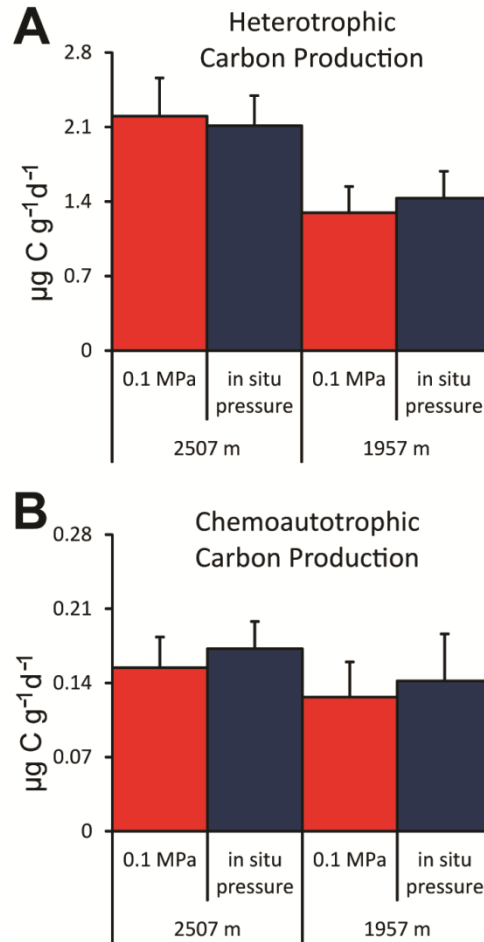 A
Heterotrophic
Carbon Production
2.8
2.1
1.4
0.7
0
µg C g⁻¹d⁻¹
0.1 MPa
in situ
pressure
0.1 MPa
in situ
pressure
2507 m
1957 m
B
Chemoautotrophic
Carbon Production
0.28
0.21
0.14
0.07
0
µg C g⁻¹d⁻¹
0.1 MPa
in situ
pressure
0.1 MPa
in situ
pressure
2507 m
1957 m